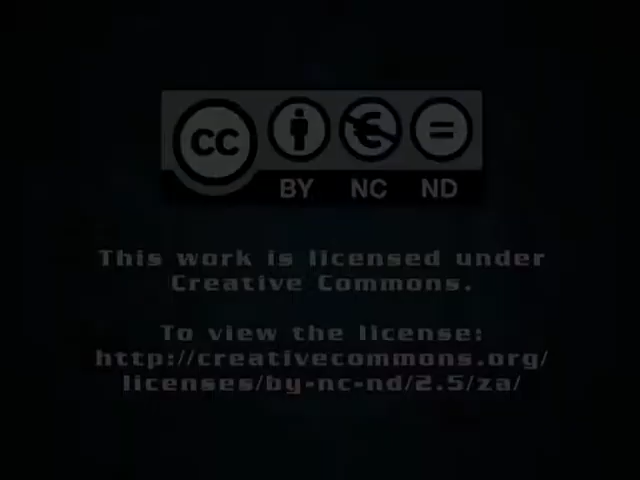 CC
BY NC ND
This work is licensed under
Creative Commons.
To view the license:
http://creativecommons.org/
licenses/by-nc-nd/2.5/za/